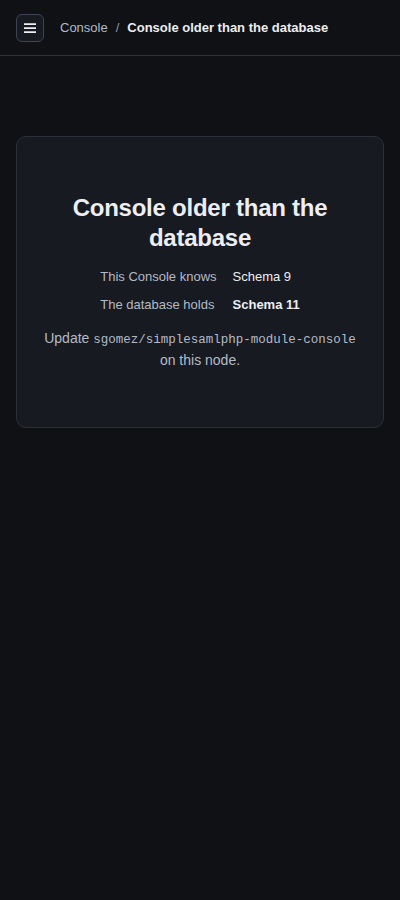 Console / Console older than the database
Console older than the
database
This Console knows Schema 9
The database holds Schema 11
Update sgomez/simplesamlphp-module-console
on this node.